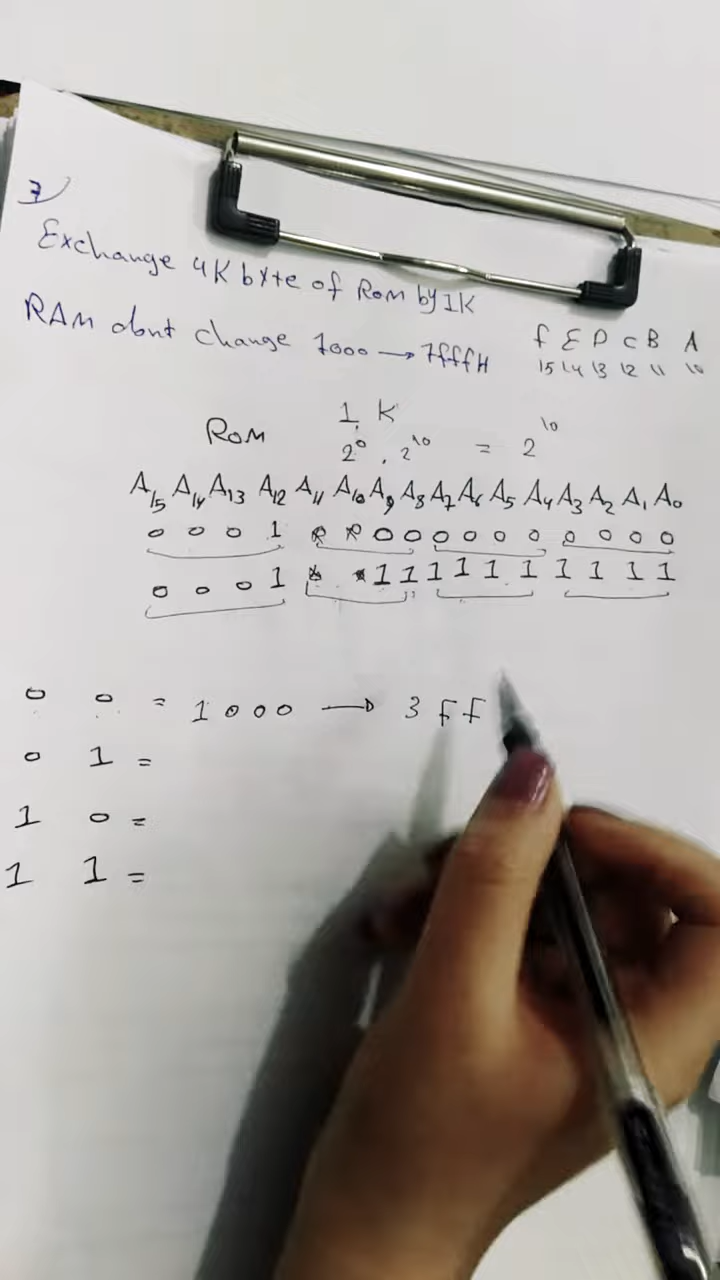 7
Exchange 4K byte of Rom by 1K
RAM dont change 1000 → 7fffH
f E D C B A
15 14 13 12 11 10
ROM 1 K
2⁰ . 2¹⁰ = 2¹⁰
A₁₅ A₁₄ A₁₃ A₁₂ A₁₁ A₁₀ A₉ A₈ A₇ A₆ A₅ A₄ A₃ A₂ A₁ A₀
0 0 0 1 * * 0 0 0 0 0 0 0 0 0 0
0 0 0 1 * * 1 1 1 1 1 1 1 1 1 1
0 0 = 1000 → 3ff
0 1 =
1 0 =
1 1 =